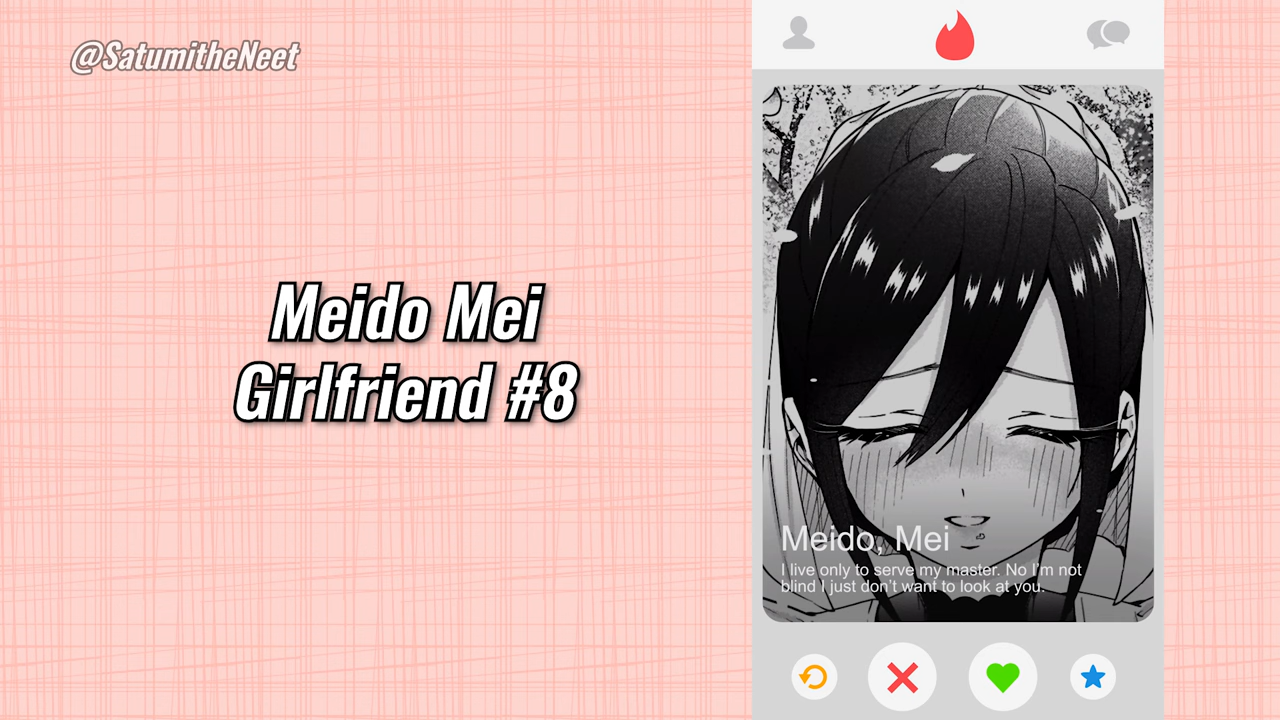 @SatumitheNeet
Meido Mei
Girlfriend #8
Meido, Mei
I live only to serve my master. No I'm not
blind I just don't want to look at you.